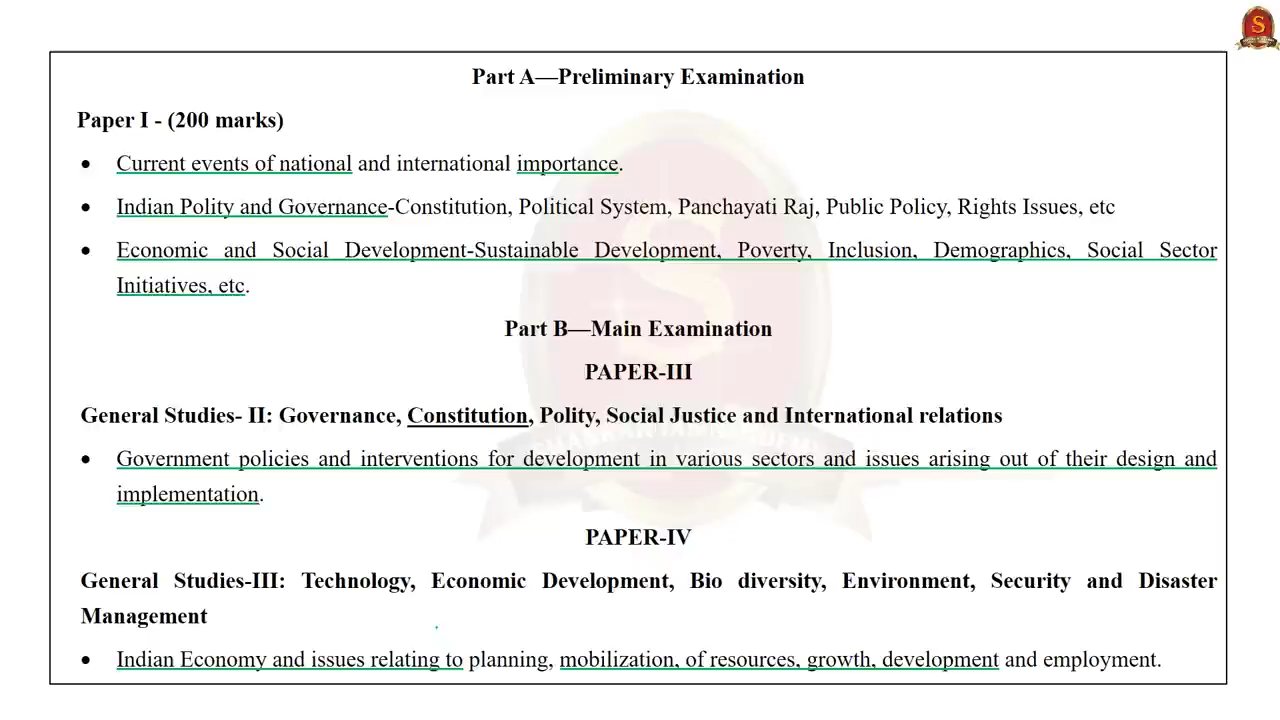 Part A—Preliminary Examination
Paper I - (200 marks)
• Current events of national and international importance.
• Indian Polity and Governance-Constitution, Political System, Panchayati Raj, Public Policy, Rights Issues, etc
• Economic and Social Development-Sustainable Development, Poverty, Inclusion, Demographics, Social Sector
Initiatives, etc.
Part B—Main Examination
PAPER-III
General Studies- II: Governance, Constitution, Polity, Social Justice and International relations
• Government policies and interventions for development in various sectors and issues arising out of their design and
implementation.
PAPER-IV
General Studies-III: Technology, Economic Development, Bio diversity, Environment, Security and Disaster
Management
• Indian Economy and issues relating to planning, mobilization, of resources, growth, development and employment.